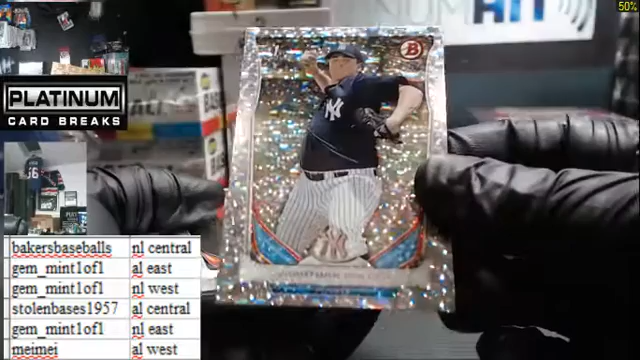 50%
PLATINUM
CARD BREAKS
NY
B
bakersbaseballs nl central
gem_mint1of1 al east
gem_mint1of1 nl west
stolenbases1957 al central
gem_mint1of1 nl east
meimei al west